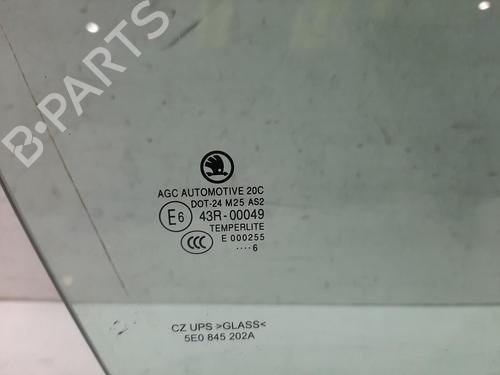 B-PARTS
AGC AUTOMOTIVE 20C
DOT-24 M25 AS2
E6 43R-00049
TEMPERLITE
CCC E 000255
....6
CZ UPS >GLASS<
5E0 845 202A